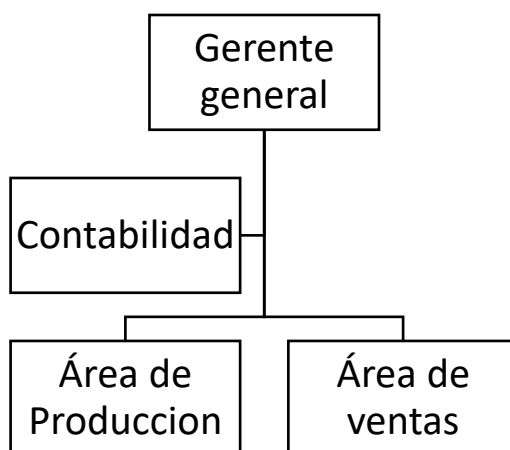 Gerente
general
Contabilidad
Área de
Produccion
Área de
ventas